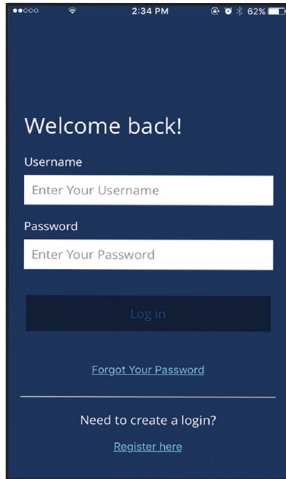 2:34 PM 62%
Welcome back!
Username
Enter Your Username
Password
Enter Your Password
Log in
Forgot Your Password
Need to create a login?
Register here